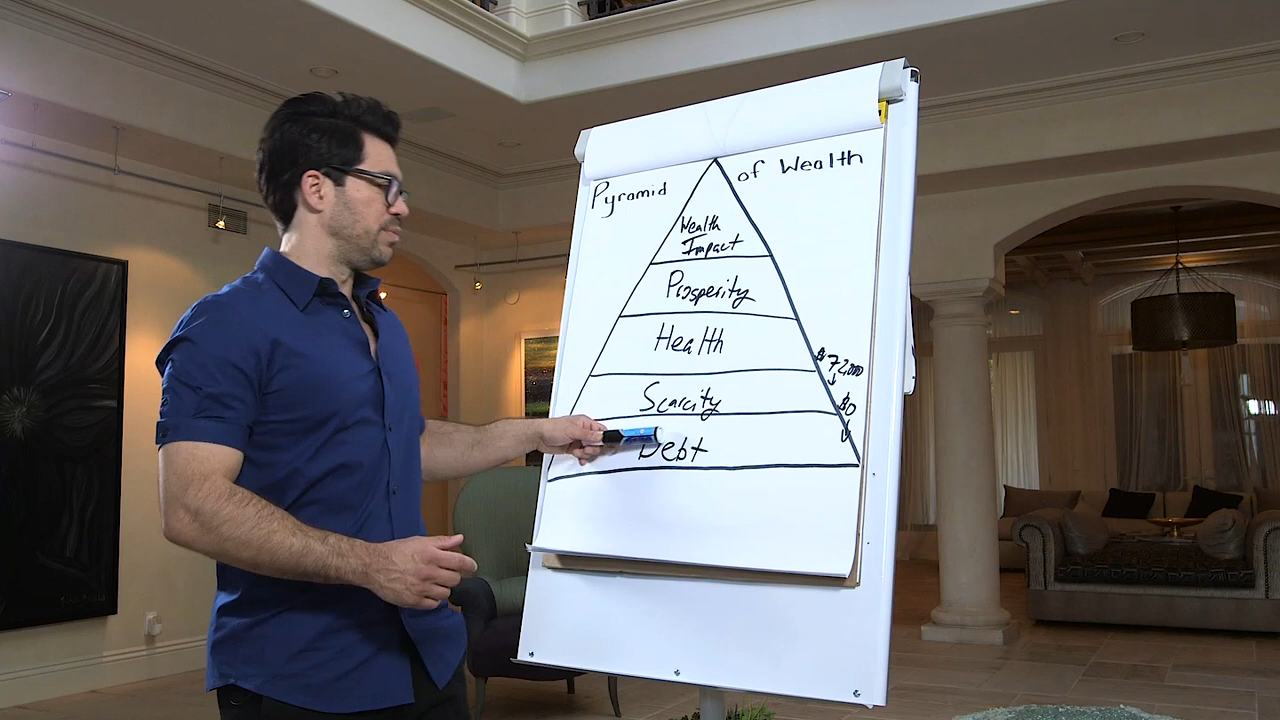 Pyramid of Wealth
Wealth
Impact
Prosperity
Health
$72,000
Scarcity
$0
Debt